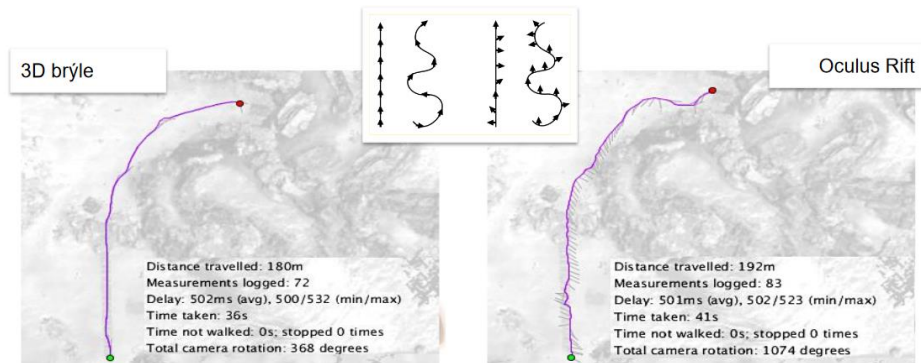 3D brýle
Oculus Rift
Distance travelled: 180m
Measurements logged: 72
Delay: 502ms (avg), 500/532 (min/max)
Time taken: 36s
Time not walked: 0s; stopped 0 times
Total camera rotation: 368 degrees
Distance travelled: 192m
Measurements logged: 83
Delay: 501ms (avg), 502/523 (min/max)
Time taken: 41s
Time not walked: 0s; stopped 0 times
Total camera rotation: 1074 degrees